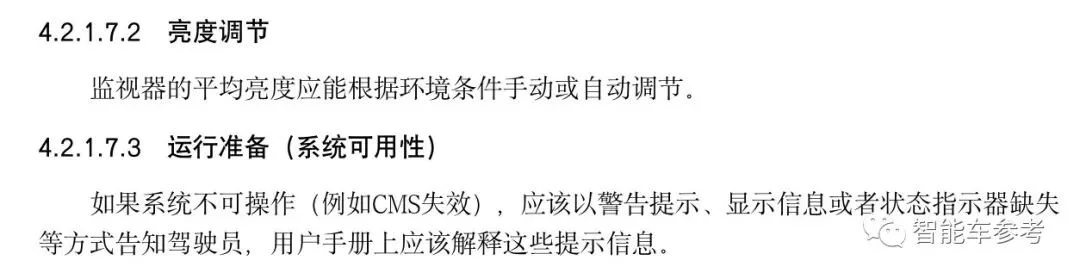 4.2.1.7.2 亮度调节
监视器的平均亮度应能根据环境条件手动或自动调节。
4.2.1.7.3 运行准备（系统可用性）
如果系统不可操作（例如CMS失效），应该以警告提示、显示信息或者状态指示器缺失
等方式告知驾驶员，用户手册上应该解释这些提示信息。
智能车参考